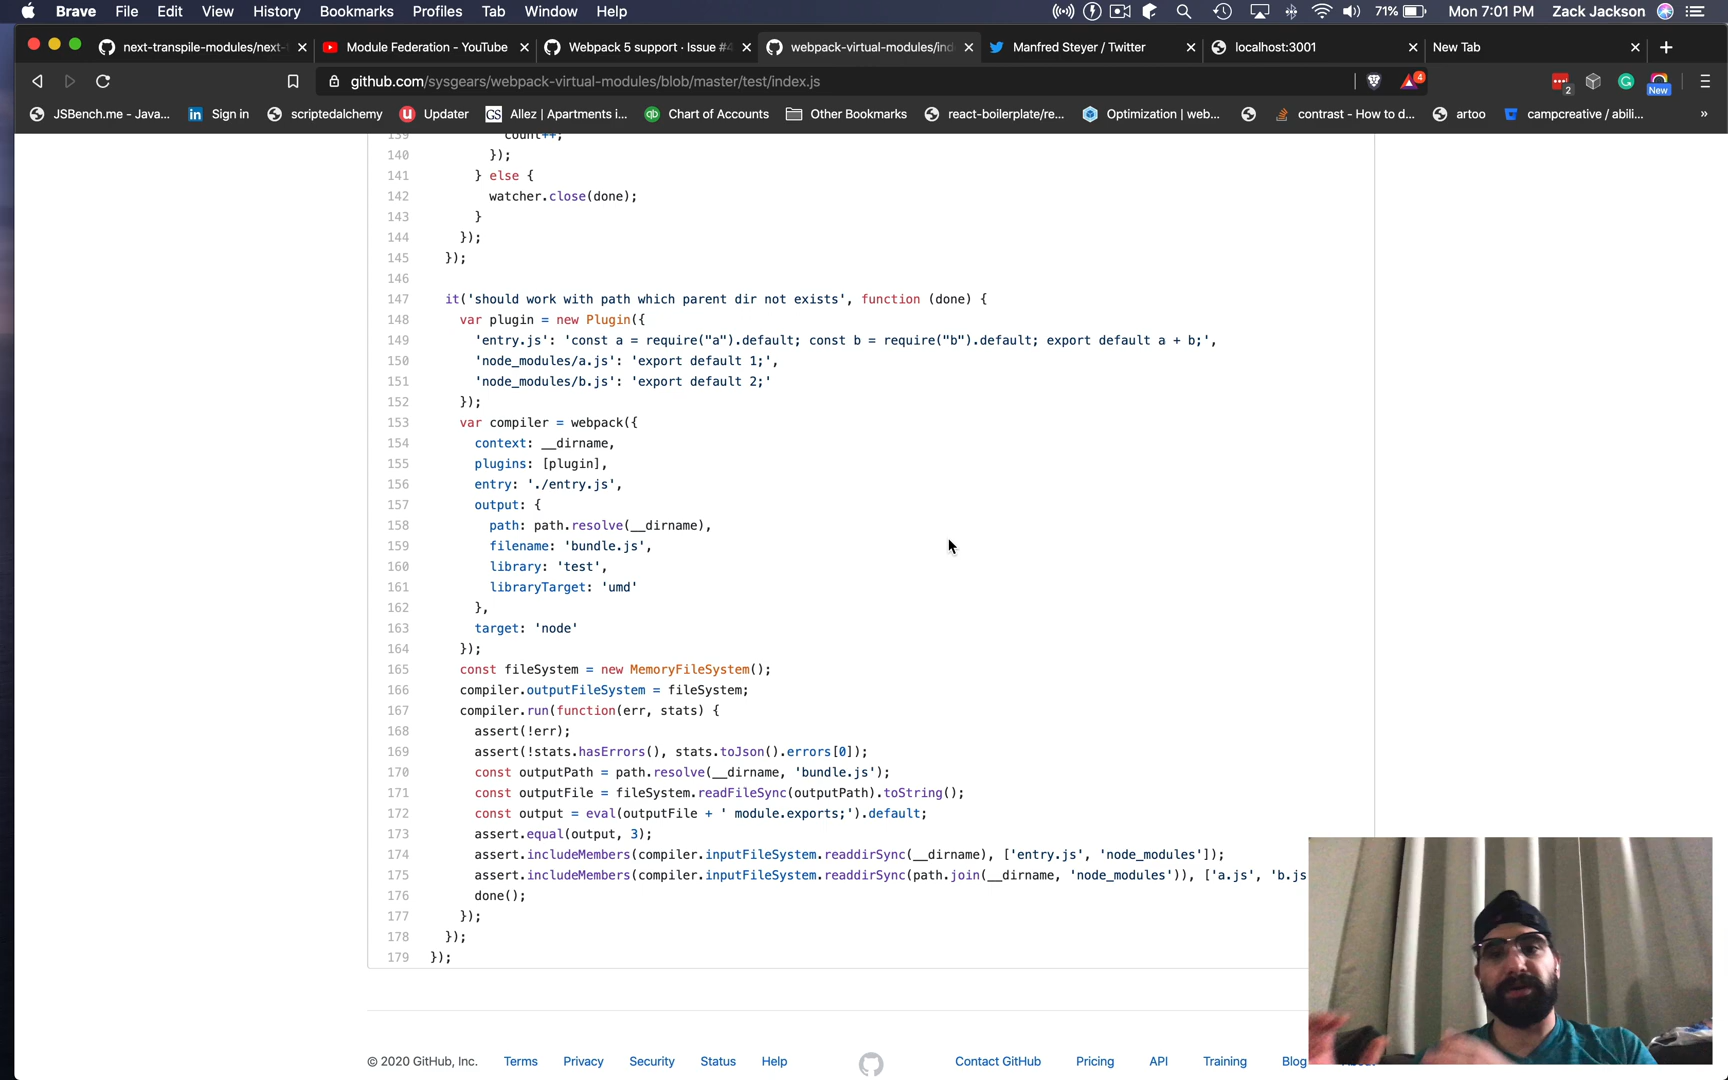 Brave File Edit View History Bookmarks Profiles Tab Window Help 71% Mon 7:01 PM Zack Jackson
next-transpile-modules/next- Module Federation - YouTube Webpack 5 support · Issue # webpack-virtual-modules/ind Manfred Steyer / Twitter localhost:3001 New Tab
github.com/sysgears/webpack-virtual-modules/blob/master/test/index.js 4 2 New
JSBench.me - Java... Sign in scriptedalchemy Updater GS Allez | Apartments i... Chart of Accounts Other Bookmarks react-boilerplate/re... Optimization | web... contrast - How to d... artoo campcreative / abili... »
139 count++;
140 });
141 } else {
142 watcher.close(done);
143 }
144 });
145 });
146
147 it('should work with path which parent dir not exists', function (done) {
148 var plugin = new Plugin({
149 'entry.js': 'const a = require("a").default; const b = require("b").default; export default a + b;',
150 'node_modules/a.js': 'export default 1;',
151 'node_modules/b.js': 'export default 2;'
152 });
153 var compiler = webpack({
154 context: __dirname,
155 plugins: [plugin],
156 entry: './entry.js',
157 output: {
158 path: path.resolve(__dirname),
159 filename: 'bundle.js',
160 library: 'test',
161 libraryTarget: 'umd'
162 },
163 target: 'node'
164 });
165 const fileSystem = new MemoryFileSystem();
166 compiler.outputFileSystem = fileSystem;
167 compiler.run(function(err, stats) {
168 assert(!err);
169 assert(!stats.hasErrors(), stats.toJson().errors[0]);
170 const outputPath = path.resolve(__dirname, 'bundle.js');
171 const outputFile = fileSystem.readFileSync(outputPath).toString();
172 const output = eval(outputFile + ' module.exports;').default;
173 assert.equal(output, 3);
174 assert.includeMembers(compiler.inputFileSystem.readdirSync(__dirname), ['entry.js', 'node_modules']);
175 assert.includeMembers(compiler.inputFileSystem.readdirSync(path.join(__dirname, 'node_modules')), ['a.js', 'b.js
176 done();
177 });
178 });
179 });
© 2020 GitHub, Inc. Terms Privacy Security Status Help Contact GitHub Pricing API Training Blog